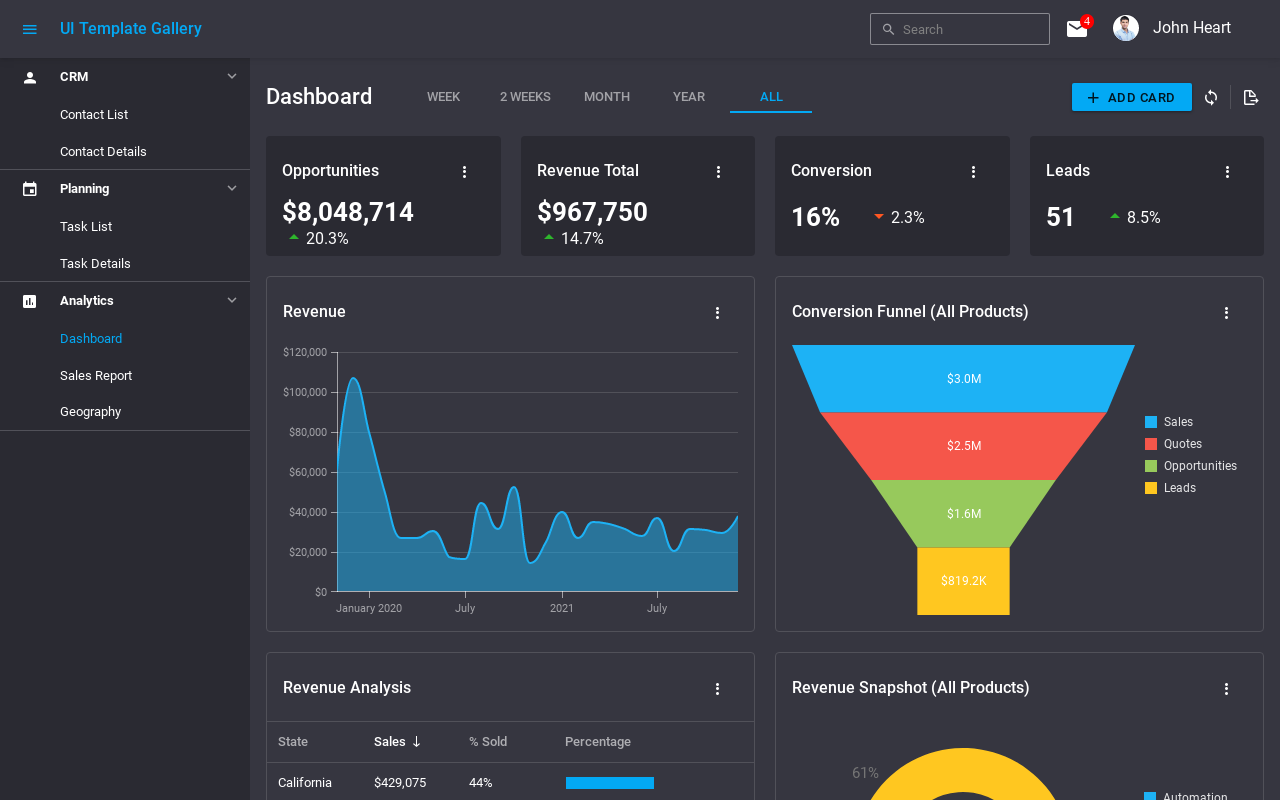 UI Template Gallery
Search
4
John Heart
CRM
Contact List
Contact Details
Planning
Task List
Task Details
Analytics
Dashboard
Sales Report
Geography
Dashboard
WEEK
2 WEEKS
MONTH
YEAR
ALL
ADD CARD
Opportunities
$8,048,714
20.3%
Revenue Total
$967,750
14.7%
Conversion
16%
2.3%
Leads
51
8.5%
Revenue
$120,000
$100,000
$80,000
$60,000
$40,000
$20,000
$0
January 2020
July
2021
July
Conversion Funnel (All Products)
$3.0M
$2.5M
$1.6M
$819.2K
Sales
Quotes
Opportunities
Leads
Revenue Analysis
State
Sales
% Sold
Percentage
California
$429,075
44%
Revenue Snapshot (All Products)
61%
Automation